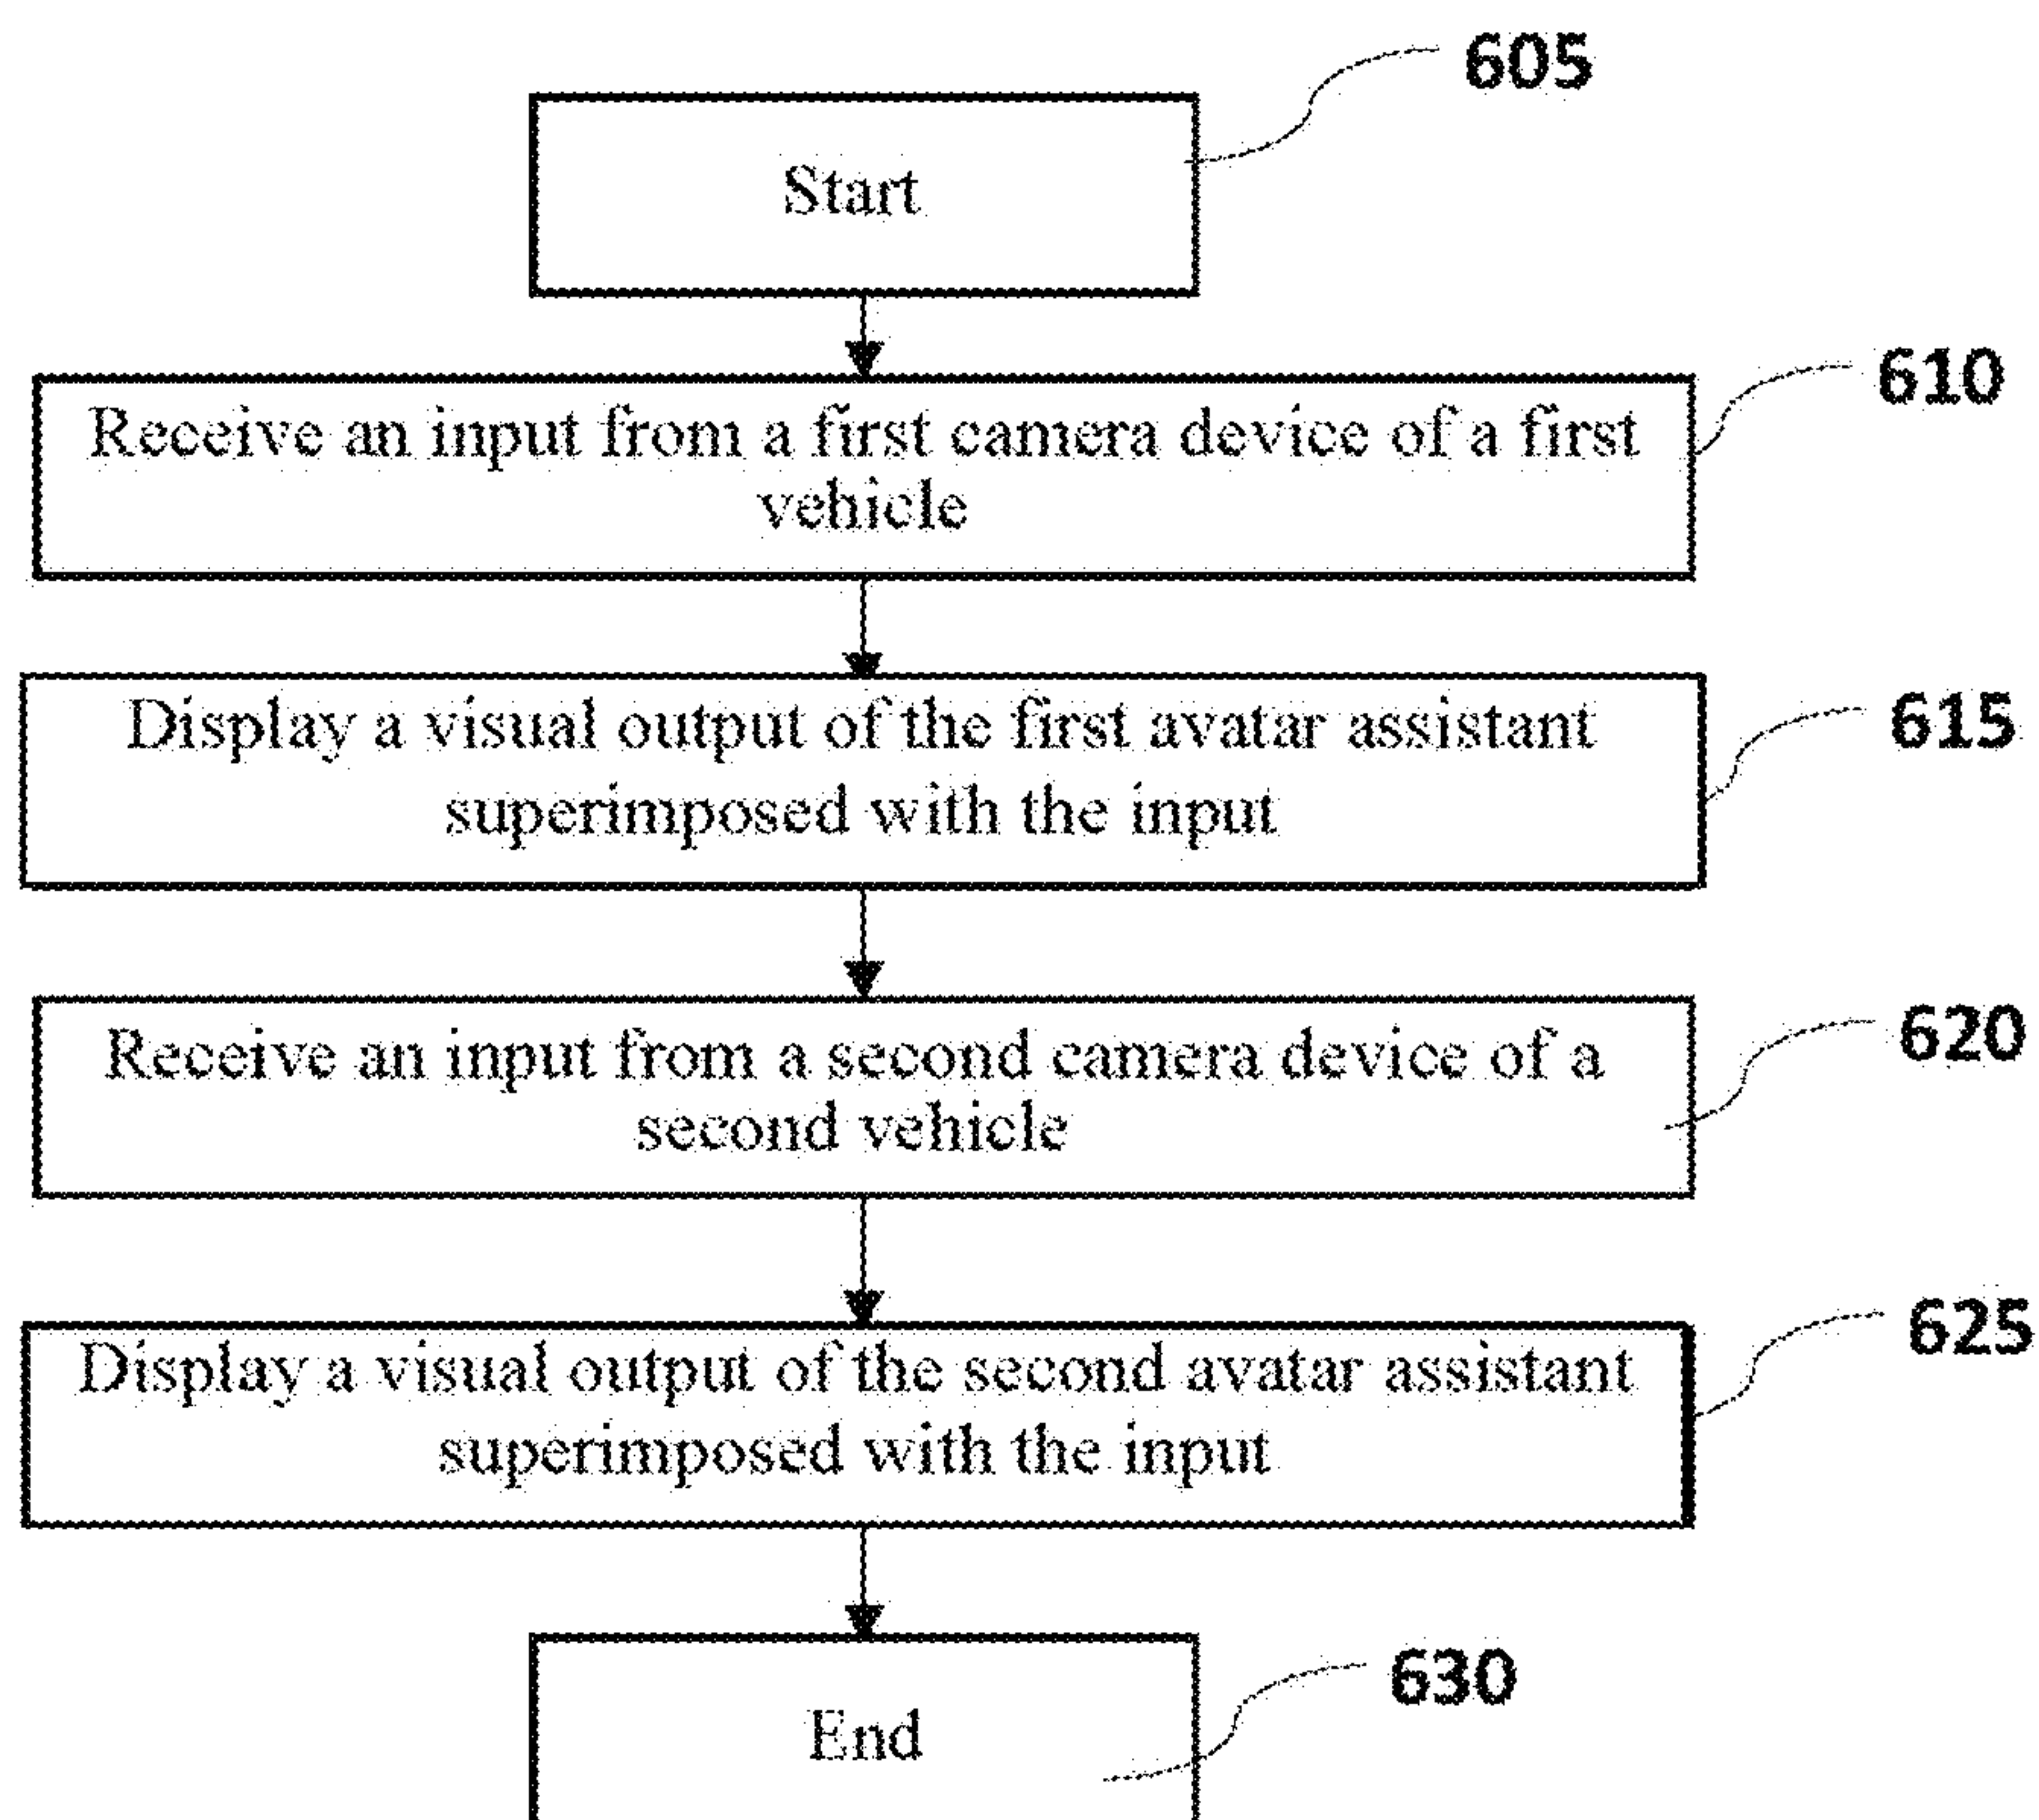 605
Start
610
Receive an input from a first camera device of a first
vehicle
615
Display a visual output of the first avatar assistant
superimposed with the input
620
Receive an input from a second camera device of a
second vehicle
625
Display a visual output of the second avatar assistant
superimposed with the input
630
End